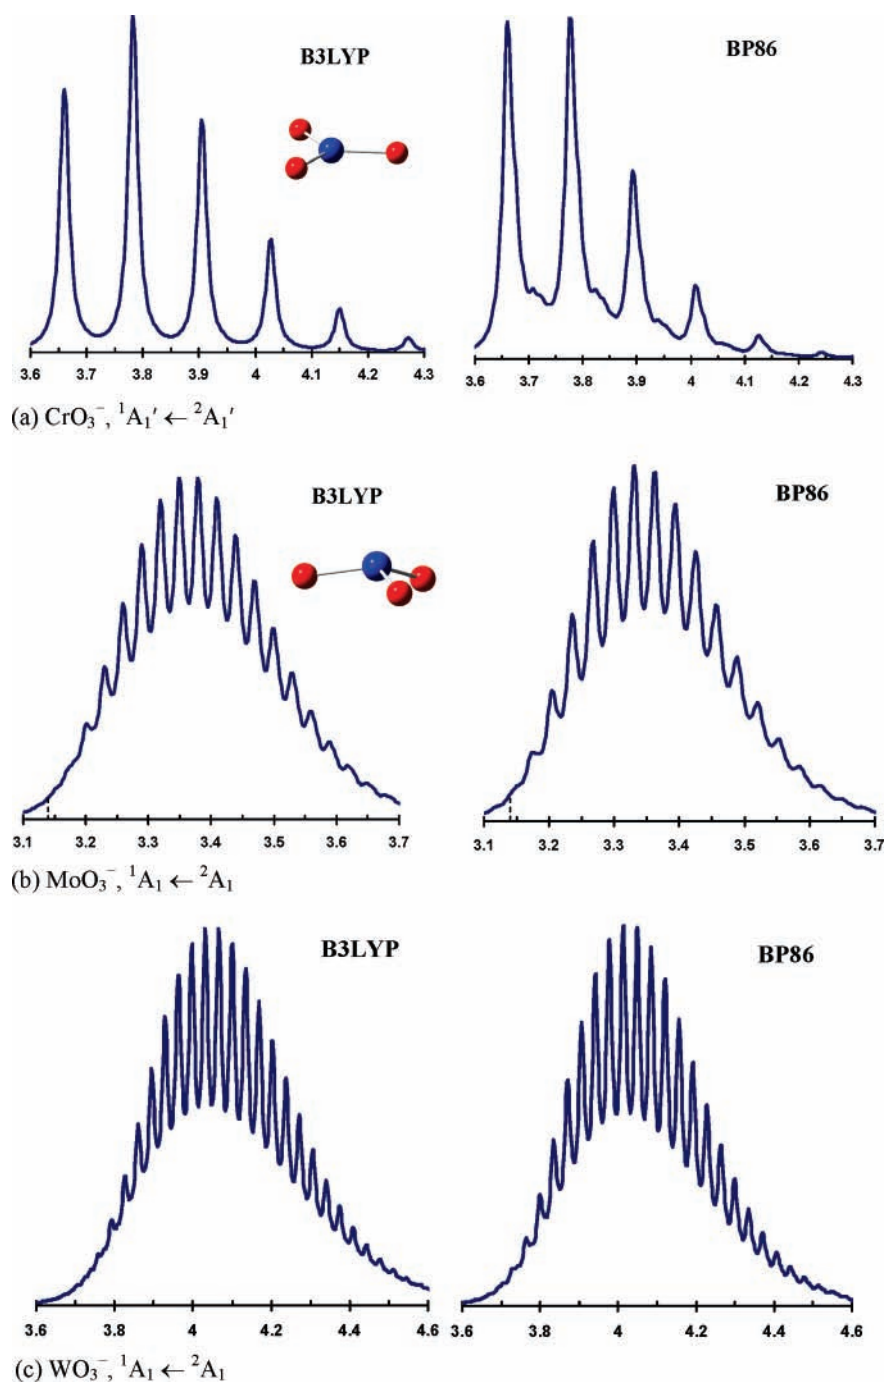 B3LYP
BP86
3.6 3.7 3.8 3.9 4 4.1 4.2 4.3
3.6 3.7 3.8 3.9 4 4.1 4.2 4.3
(a) CrO₃⁻, ¹A₁′ ← ²A₁′
B3LYP
BP86
3.1 3.2 3.3 3.4 3.5 3.6 3.7
3.1 3.2 3.3 3.4 3.5 3.6 3.7
(b) MoO₃⁻, ¹A₁ ← ²A₁
B3LYP
BP86
3.6 3.8 4 4.2 4.4 4.6
3.6 3.8 4 4.2 4.4 4.6
(c) WO₃⁻, ¹A₁ ← ²A₁